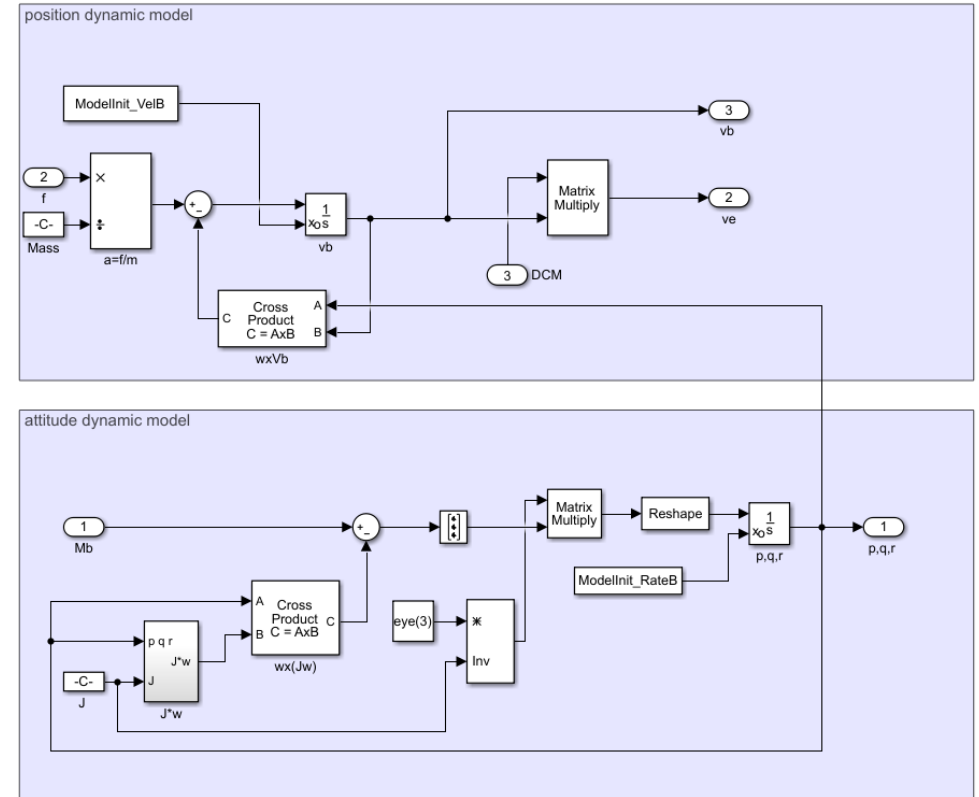 position dynamic model
ModelInit_VelB
3
vb
2
f
×
÷
-C-
Mass
a=f/m
+
−
1
s
xo
vb
Matrix
Multiply
2
ve
3
DCM
Cross
Product
C = AxB
A
B
C
wxVb
attitude dynamic model
1
Mb
+
−
Matrix
Multiply
Reshape
1
s
xo
p,q,r
1
p,q,r
ModelInit_RateB
A
B
Cross
Product
C = AxB
C
wx(Jw)
eye(3)
*
Inv
p q r
J*w
J
J*w
-C-
J